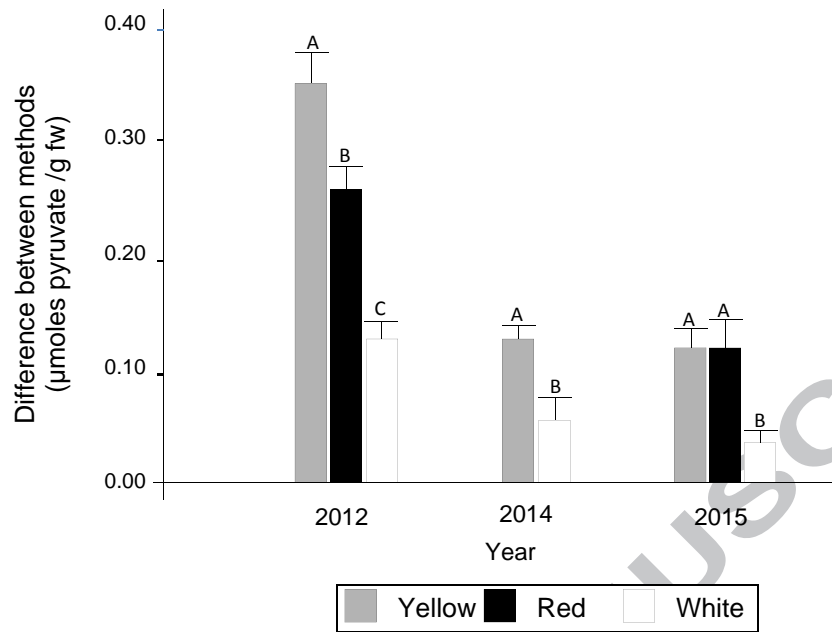 0.40
0.30
0.20
0.10
0.00
Difference between methods
(µmoles pyruvate /g fw)
A
B
C
A
B
A
A
B
2012
2014
2015
Year
Yellow
Red
White
USC